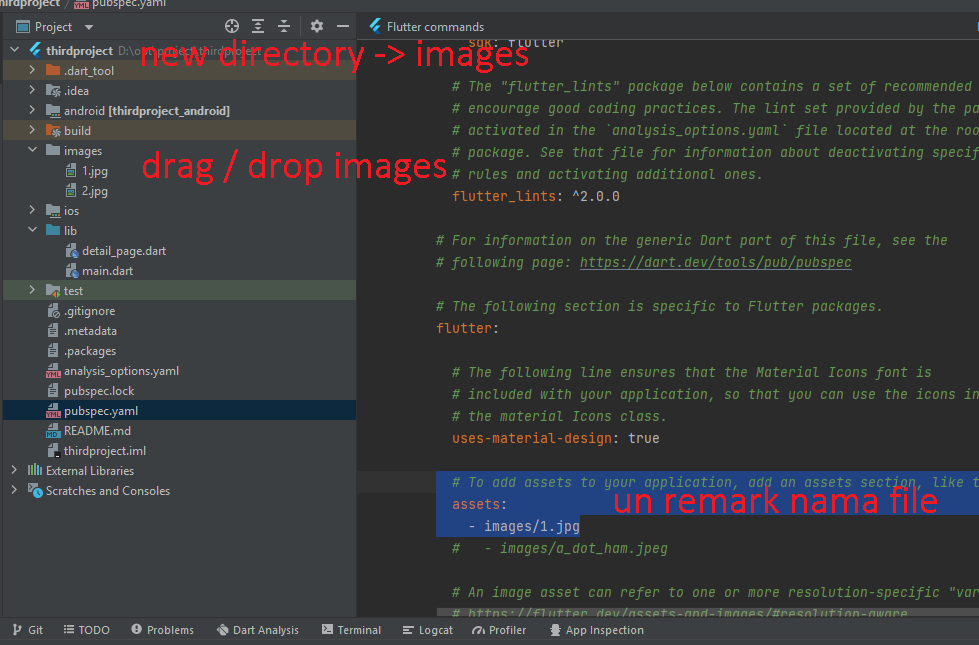 thirdproject / pubspec.yaml
Project
Flutter commands
thirdproject
new directory -> images
sdk: flutter
.dart_tool
.idea
android [thirdproject_android]
build
images
1.jpg
2.jpg
drag / drop images
ios
lib
detail_page.dart
main.dart
test
.gitignore
.metadata
.packages
analysis_options.yaml
pubspec.lock
pubspec.yaml
README.md
thirdproject.iml
External Libraries
Scratches and Consoles
# The "flutter_lints" package below contains a set of recommended
# encourage good coding practices. The lint set provided by the pa
# activated in the `analysis_options.yaml` file located at the roo
# package. See that file for information about deactivating specif
# rules and activating additional ones.
flutter_lints: ^2.0.0
# For information on the generic Dart part of this file, see the
# following page: https://dart.dev/tools/pub/pubspec
# The following section is specific to Flutter packages.
flutter:
# The following line ensures that the Material Icons font is
# included with your application, so that you can use the icons in
# the material Icons class.
uses-material-design: true
# To add assets to your application, add an assets section, like t
assets:
un remark nama file
- images/1.jpg
# - images/a_dot_ham.jpeg
# An image asset can refer to one or more resolution-specific "var
# https://flutter.dev/assets-and-images/#resolution-aware
Git TODO Problems Dart Analysis Terminal Logcat Profiler App Inspection